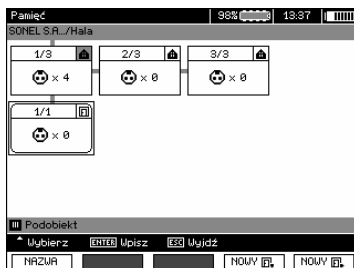 Pamięć 98% 13:37
SONEL S.A../Hala
1/3 2/3 3/3
× 4 × 0 × 0
1/1
× 0
Podobiekt
Wybierz ENTER Wpisz ESC Wyjdź
NAZWA NOWY NOWY